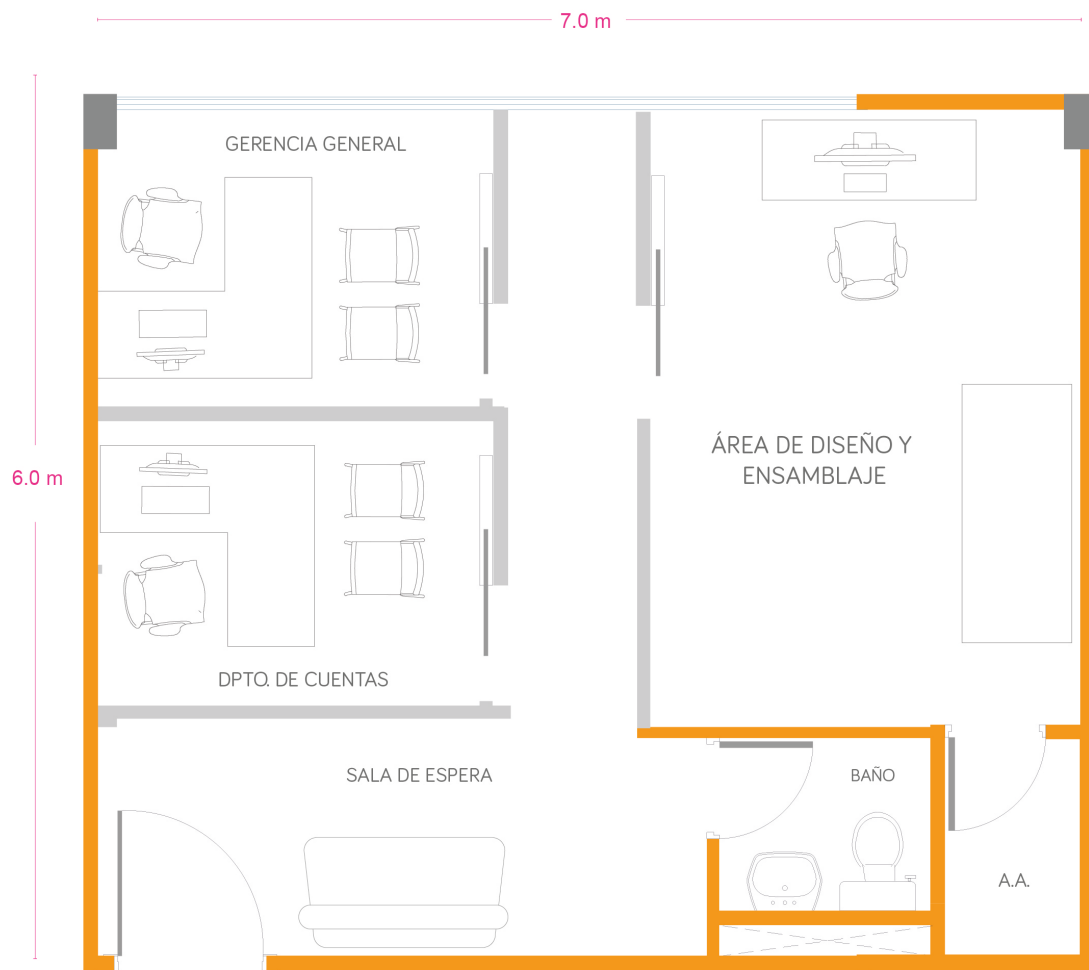 7.0 m
GERENCIA GENERAL
ÁREA DE DISEÑO Y
ENSAMBLAJE
6.0 m
DPTO. DE CUENTAS
SALA DE ESPERA
BAÑO
A.A.